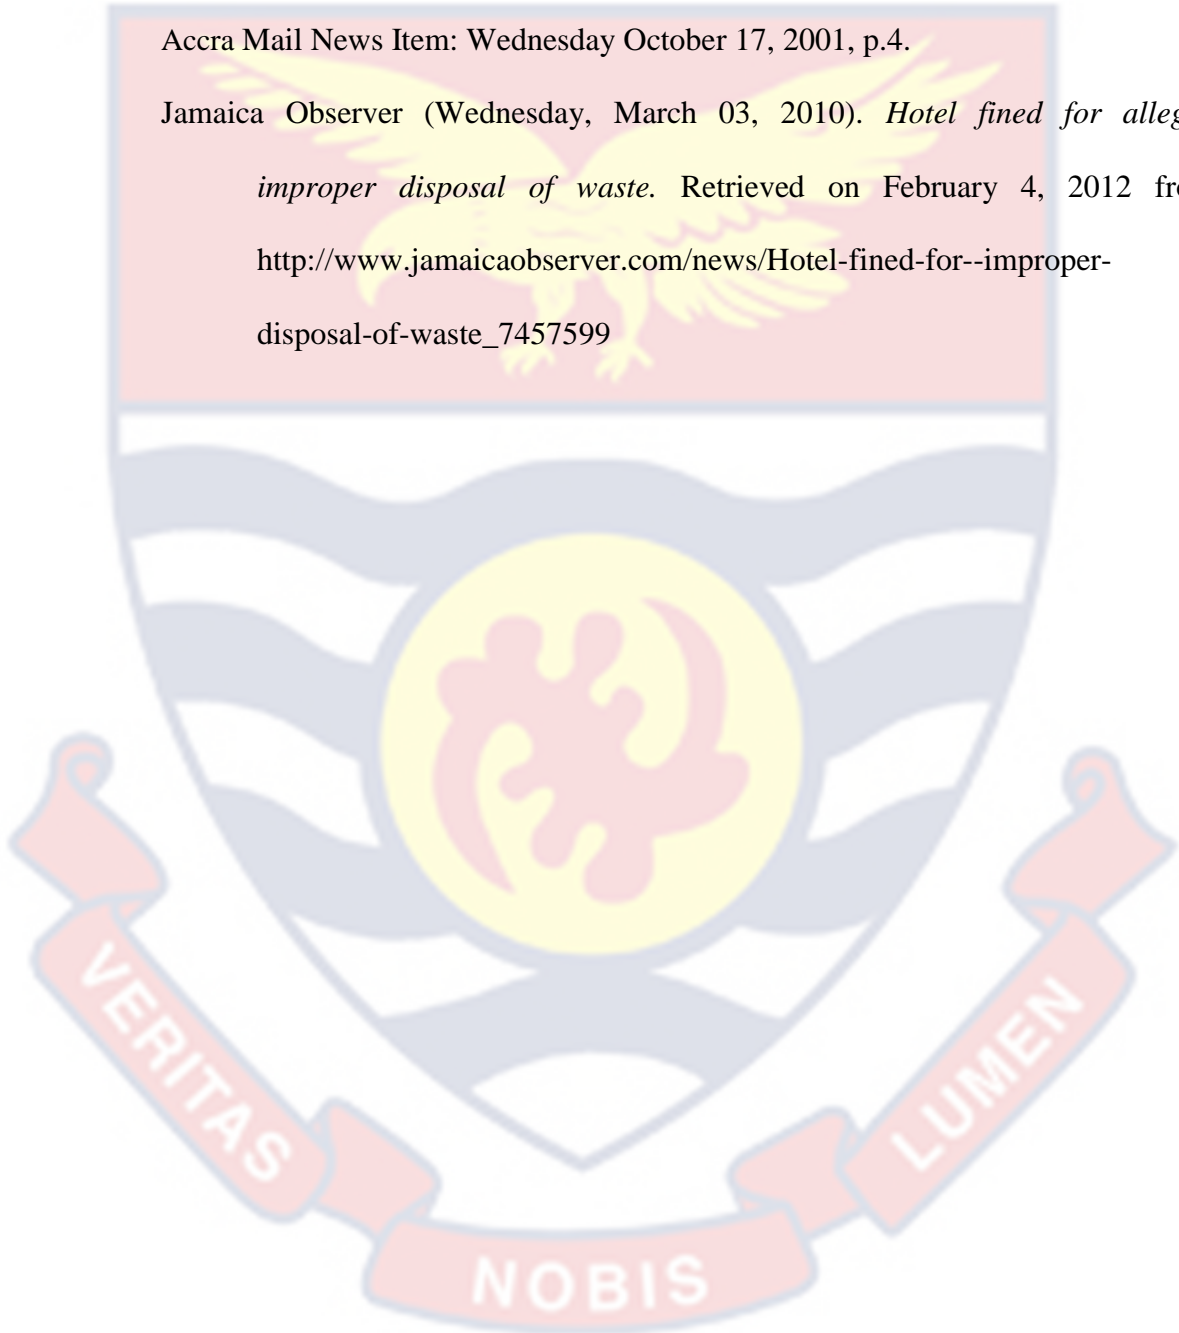 Accra Mail News Item: Wednesday October 17, 2001, p.4.
Jamaica Observer (Wednesday, March 03, 2010). Hotel fined for
improper disposal of waste. Retrieved on February 4, 2012
http://www.jamaicaobserver.com/news/Hotel-fined-for--improper-
disposal-of-waste_7457599
VERITAS
NOBIS
LUMEN